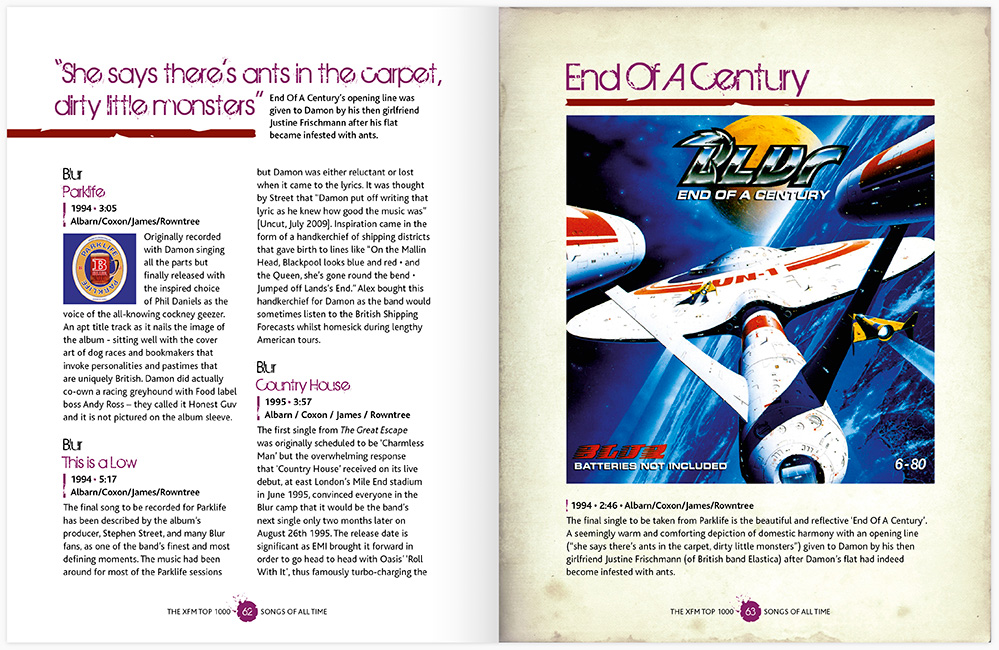 “She says there’s ants in the carpet,
dirty little monsters”
End Of A Century’s opening line was
given to Damon by his then girlfriend
Justine Frischmann after his flat
became infested with ants.
Blur
Parklife
1994 • 3:05
Albarn/Coxon/James/Rowntree
PARKLIFE
B
PARKLIFE
Originally recorded
with Damon singing
all the parts but
finally released with
the inspired choice
of Phil Daniels as the
voice of the all-knowing cockney geezer.
An apt title track as it nails the image of
the album - sitting well with the cover
art of dog races and bookmakers that
invoke personalities and pastimes that
are uniquely British. Damon did actually
co-own a racing greyhound with Food label
boss Andy Ross – they called it Honest Guv
and it is not pictured on the album sleeve.
Blur
This is a Low
1994 • 5:17
Albarn/Coxon/James/Rowntree
The final song to be recorded for Parklife
has been described by the album’s
producer, Stephen Street, and many Blur
fans, as one of the band’s finest and most
defining moments. The music had been
around for most of the Parklife sessions
but Damon was either reluctant or lost
when it came to the lyrics. It was thought
by Street that “Damon put off writing that
lyric as he knew how good the music was”
[Uncut, July 2009]. Inspiration came in the
form of a handkerchief of shipping districts
that gave birth to lines like “On the Mallin
Head, Blackpool looks blue and red • and
the Queen, she’s gone round the bend •
Jumped off Lands’s End.” Alex bought this
handkerchief for Damon as the band would
sometimes listen to the British Shipping
Forecasts whilst homesick during lengthy
American tours.
Blur
Country House
1995 • 3:57
Albarn / Coxon / James / Rowntree
The first single from The Great Escape
was originally scheduled to be ‘Charmless
Man’ but the overwhelming response
that ‘Country House’ received on its live
debut, at east London’s Mile End stadium
in June 1995, convinced everyone in the
Blur camp that it would be the band’s
next single only two months later on
August 26th 1995. The release date is
significant as EMI brought it forward in
order to go head to head with Oasis’ ‘Roll
With It’, thus famously turbo-charging the
THE XFM TOP 1000 62 SONGS OF ALL TIME
End Of A Century
BLUR
END OF A CENTURY
UN-1
BLUR
BATTERIES NOT INCLUDED
6-80
1994 • 2:46 • Albarn/Coxon/James/Rowntree
The final single to be taken from Parklife is the beautiful and reflective ‘End Of A Century’.
A seemingly warm and comforting depiction of domestic harmony with an opening line
(“she says there’s ants in the carpet, dirty little monsters”) given to Damon by his then
girlfriend Justine Frischmann (of British band Elastica) after Damon’s flat had indeed
become infested with ants.
THE XFM TOP 1000 63 SONGS OF ALL TIME